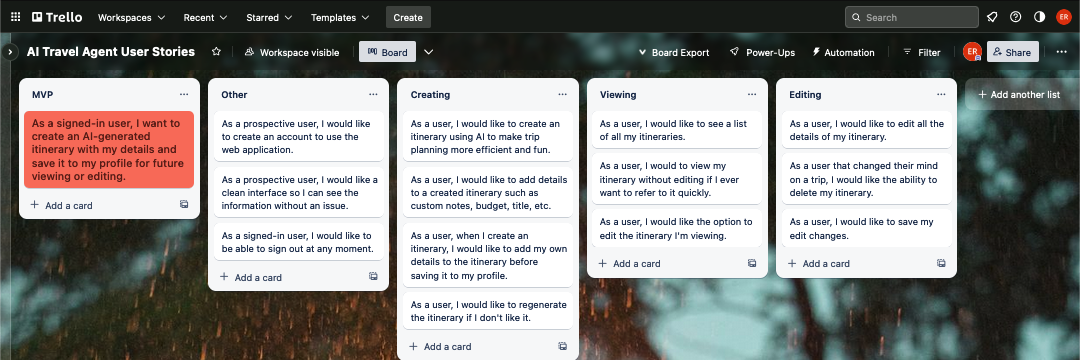 Trello
Workspaces
Recent
Starred
Templates
Create
Search
ER
AI Travel Agent User Stories
Workspace visible
Board
Board Export
Power-Ups
Automation
Filter
ER
Share
MVP
As a signed-in user, I want to
create an AI-generated
itinerary with my details and
save it to my profile for future
viewing or editing.
Add a card
Other
As a prospective user, I would like
to create an account to use the
web application.
As a prospective user, I would like a
clean interface so I can see the
information without an issue.
As a signed-in user, I would like to
be able to sign out at any moment.
Add a card
Creating
As a user, I would like to create an
itinerary using AI to make trip
planning more efficient and fun.
As a user, I would like to add details
to a created itinerary such as
custom notes, budget, title, etc.
As a user, when I create an
itinerary, I would like to add my own
details to the itinerary before
saving it to my profile.
As a user, I would like to regenerate
the itinerary if I don't like it.
Add a card
Viewing
As a user, I would like to see a list
of all my itineraries.
As a user, I would to view my
itinerary without editing if I ever
want to refer to it quickly.
As a user, I would like the option to
edit the itinerary I'm viewing.
Add a card
Editing
As a user, I would like to edit all the
details of my itinerary.
As a user that changed their mind
on a trip, I would like the ability to
delete my itinerary.
As a user, I would like to save my
edit changes.
Add a card
Add another list